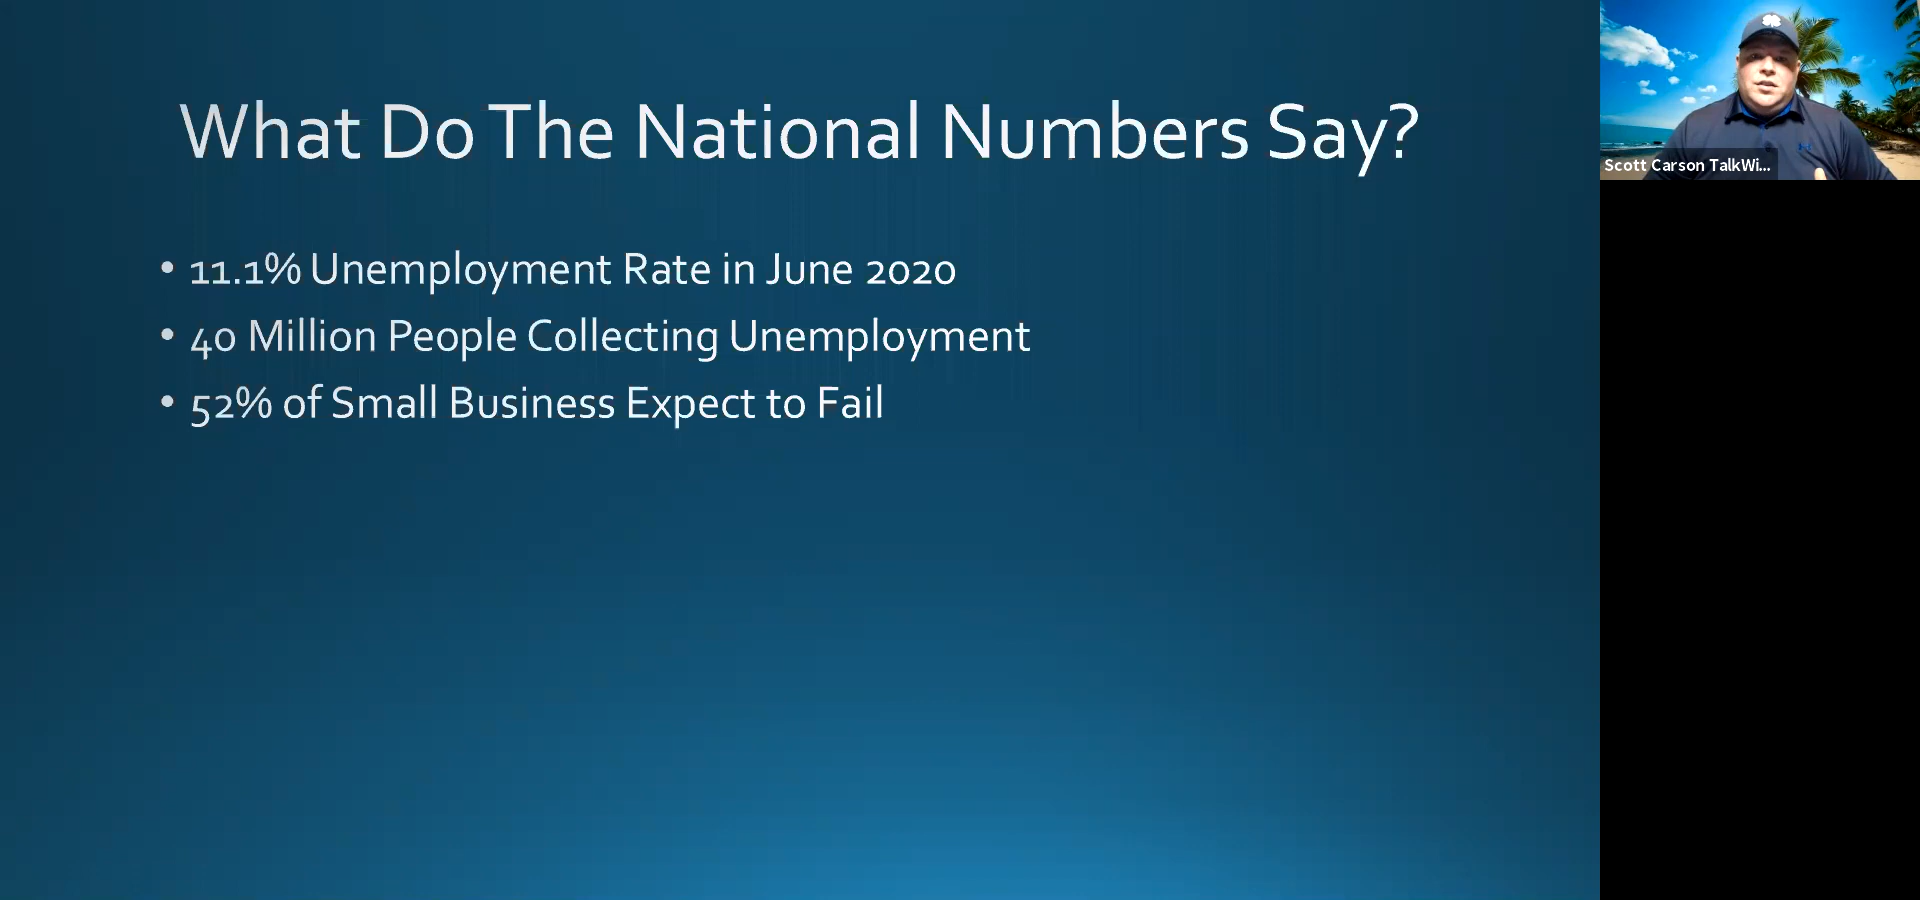 What Do The National Numbers Say?
• 11.1% Unemployment Rate in June 2020
• 40 Million People Collecting Unemployment
• 52% of Small Business Expect to Fail
Scott Carson TalkWi...